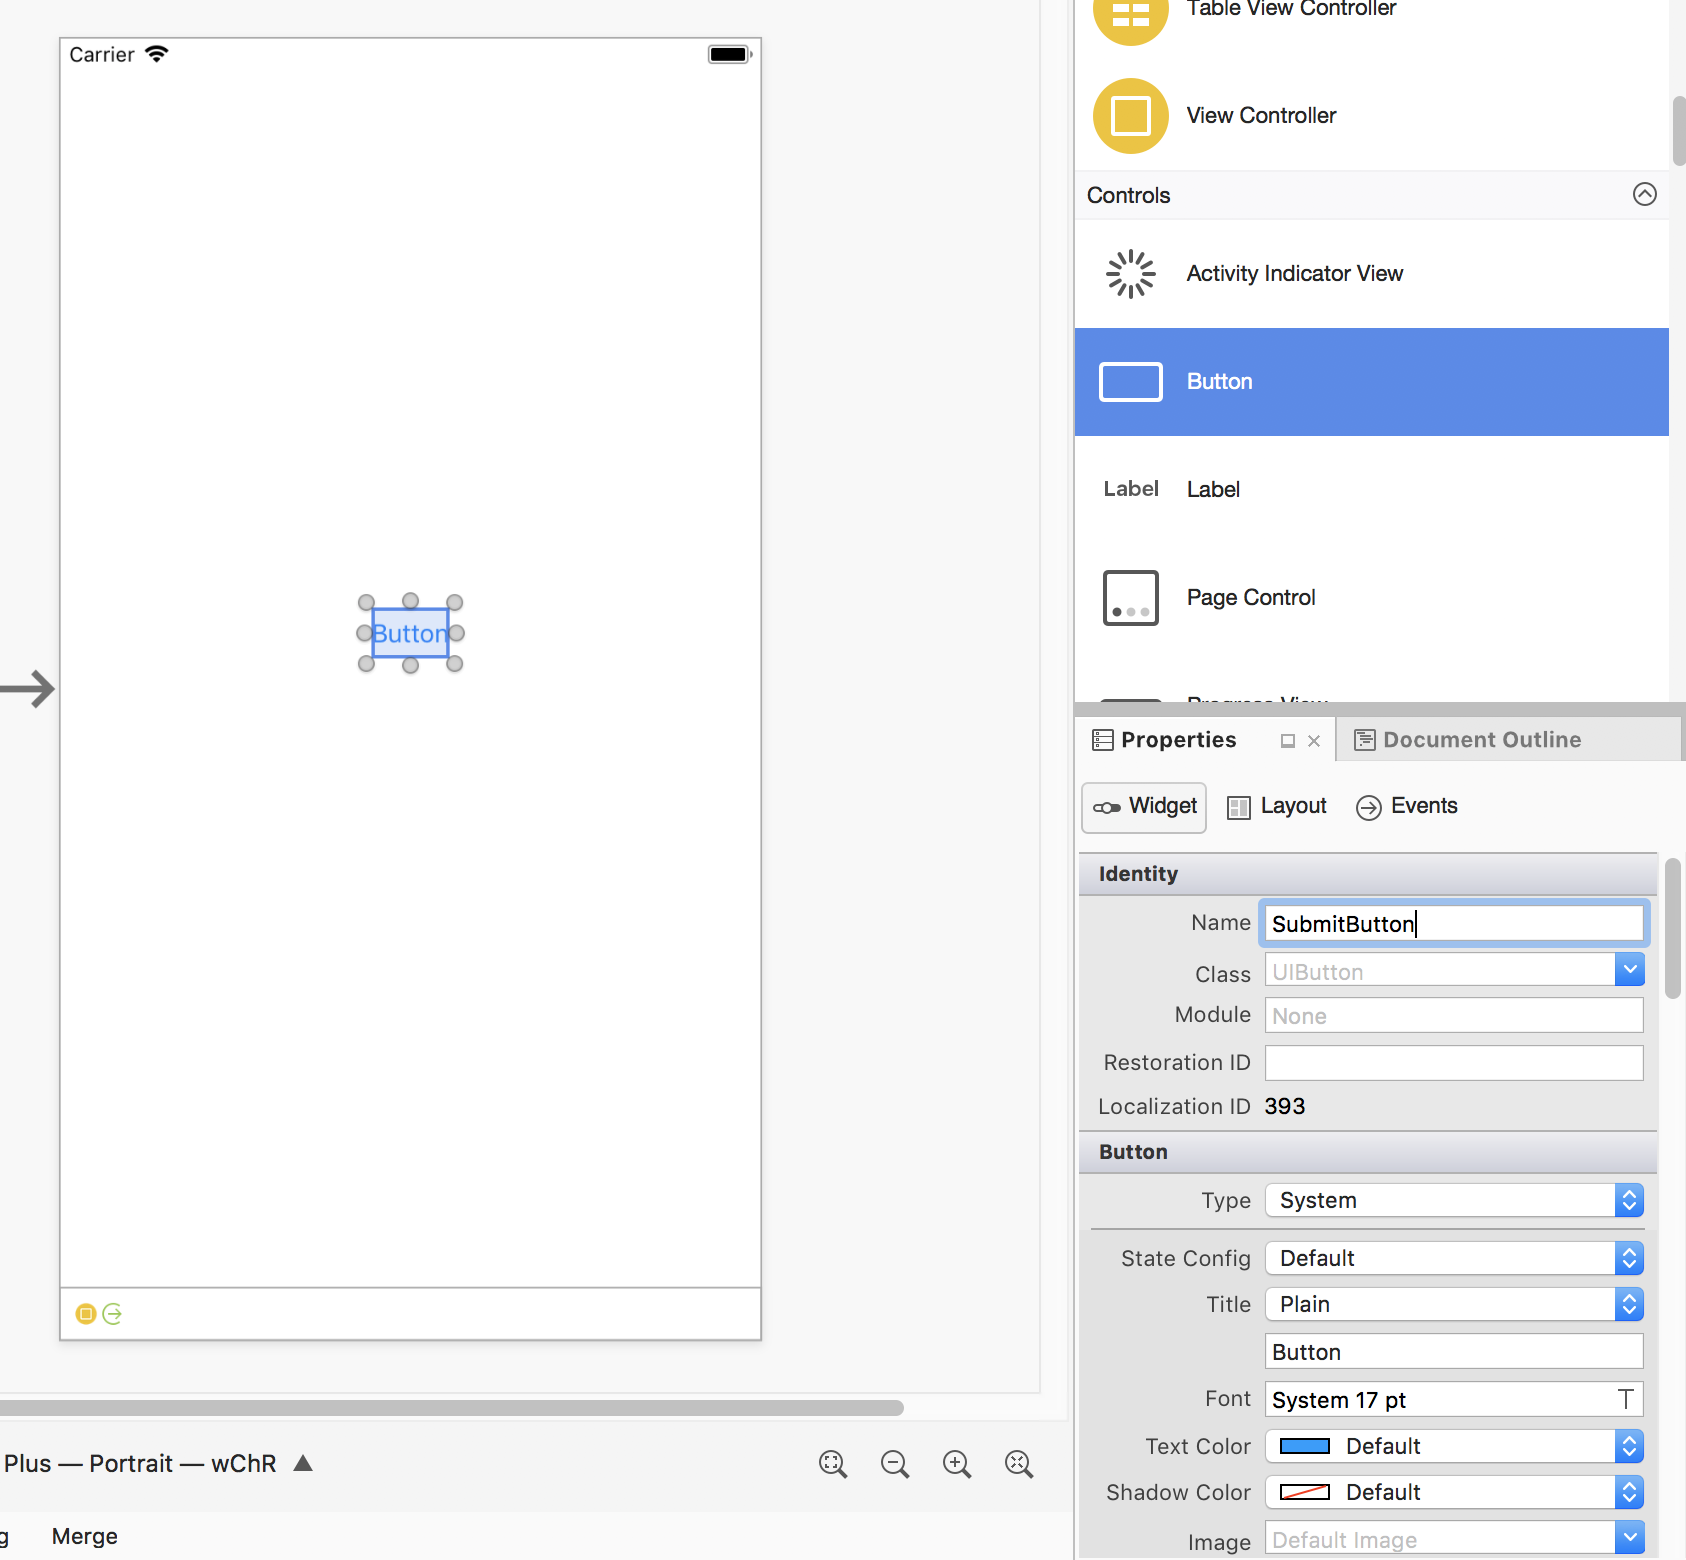 Carrier
Button
Plus — Portrait — wChR
g
Merge
Table View Controller
View Controller
Controls
Activity Indicator View
Button
Label Label
Page Control
Progress View
Properties
Document Outline
Widget
Layout
Events
Identity
Name SubmitButton
Class UIButton
Module None
Restoration ID
Localization ID 393
Button
Type System
State Config Default
Title Plain
Button
Font System 17 pt T
Text Color Default
Shadow Color Default
Image Default Image